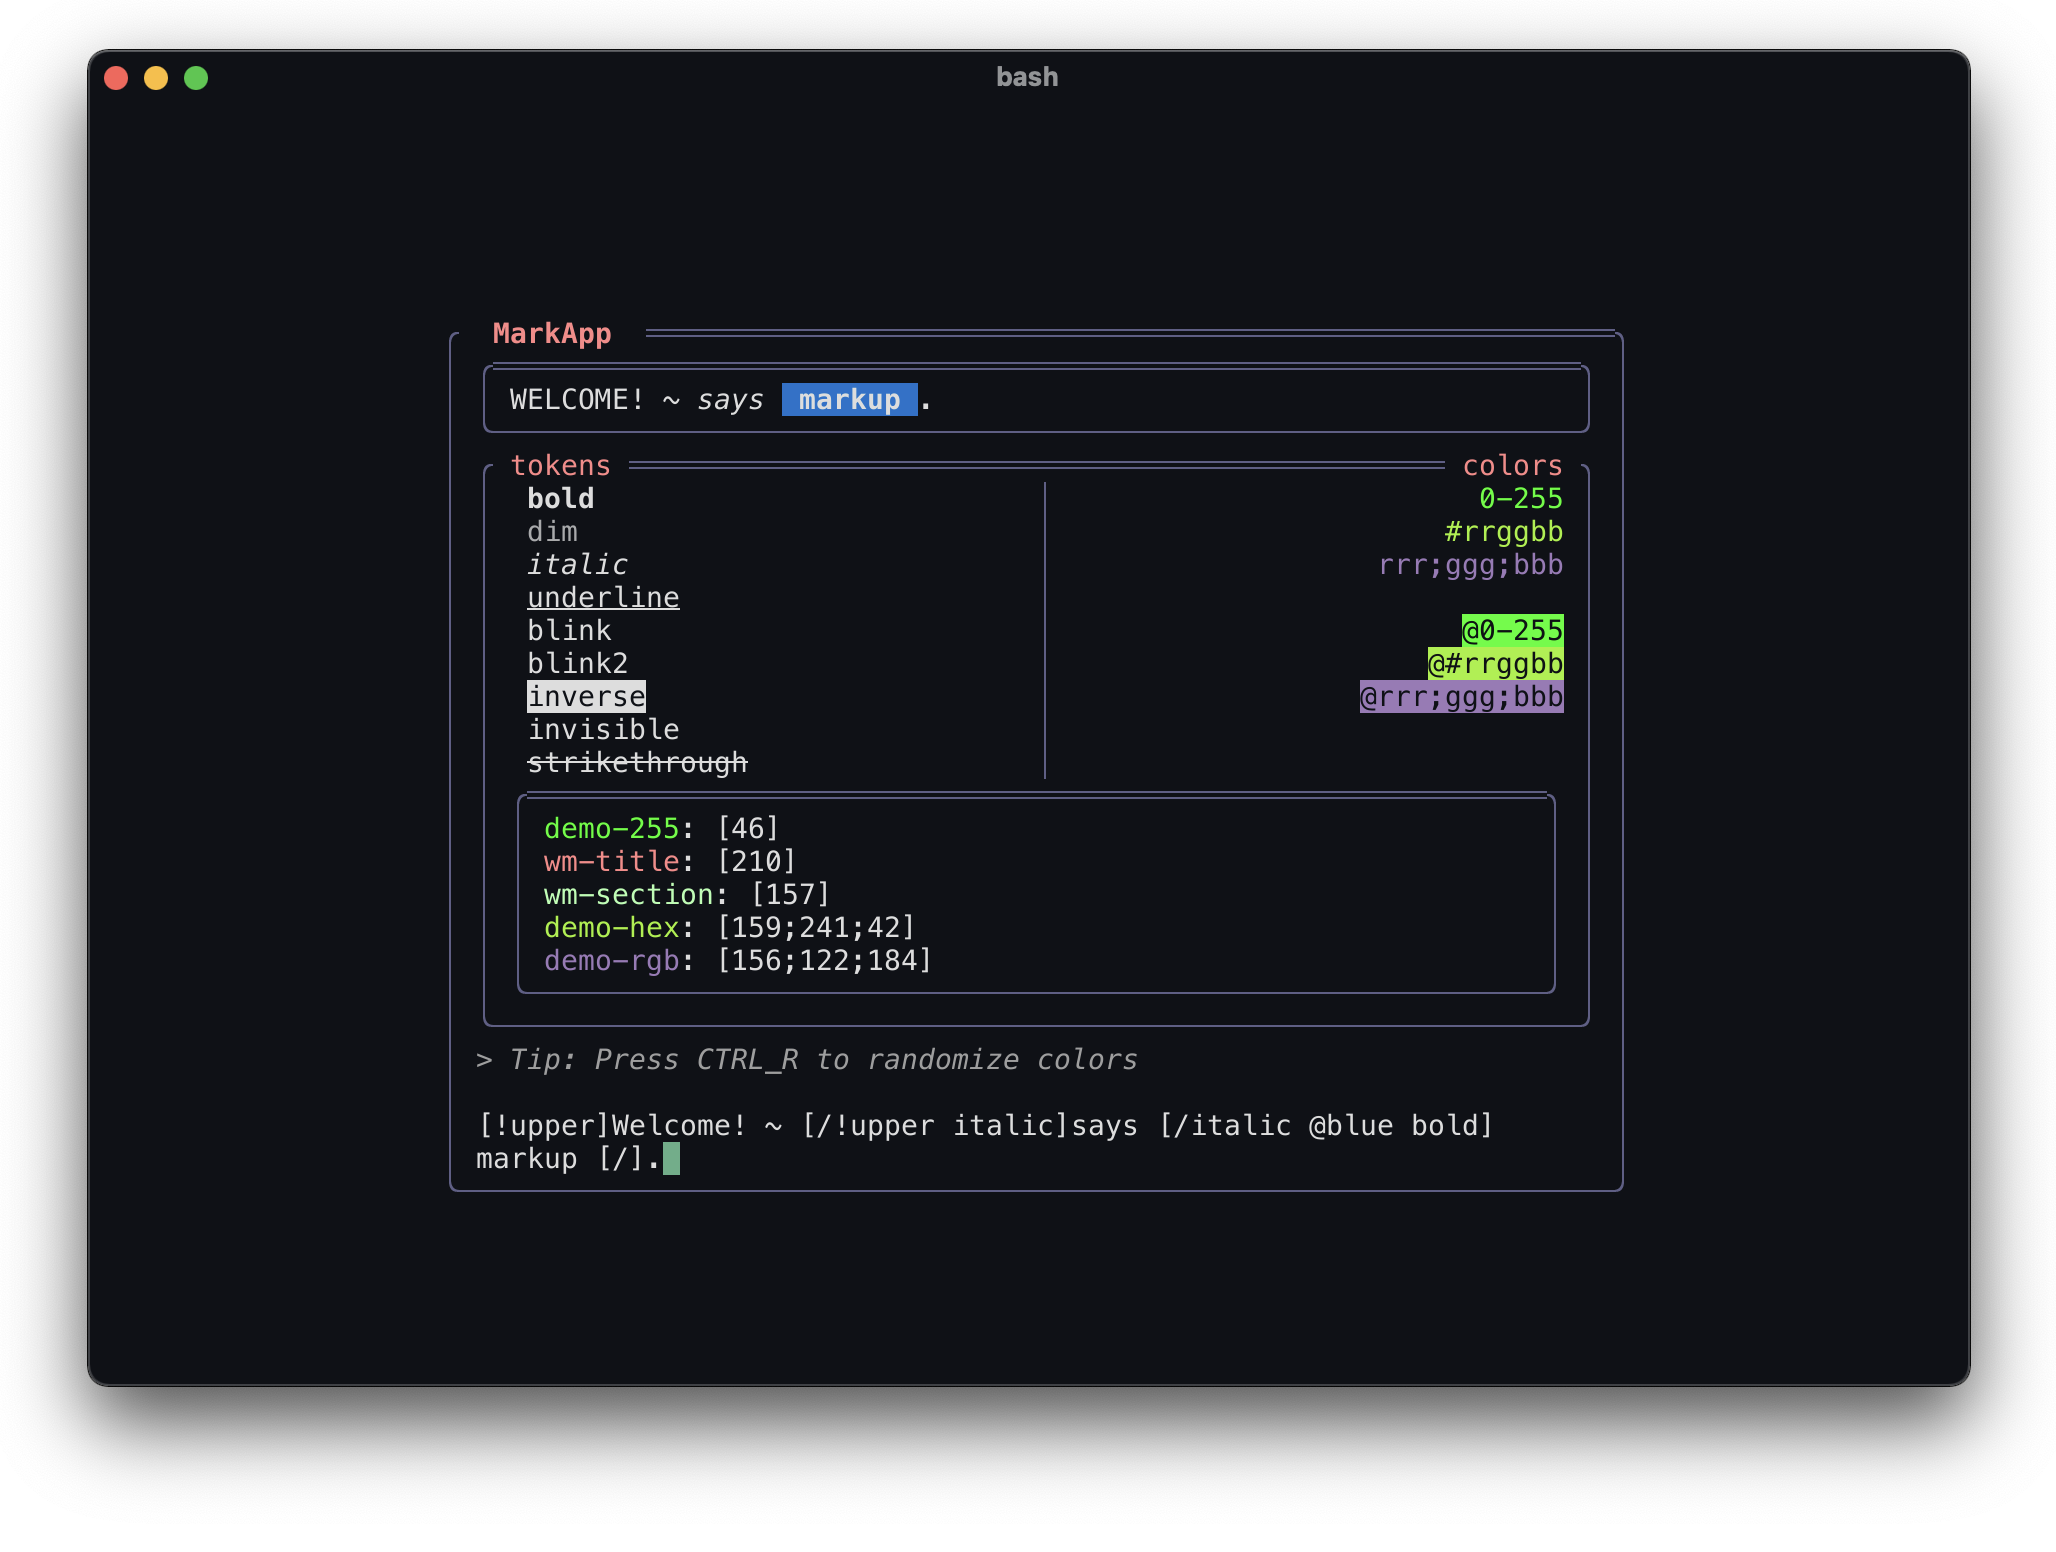 bash
MarkApp
WELCOME! ~ says markup .
tokens colors
bold 0-255
dim #rrggbb
italic rrr;ggg;bbb
underline
blink @0-255
blink2 @#rrggbb
inverse @rrr;ggg;bbb
invisible
strikethrough
demo-255: [46]
wm-title: [210]
wm-section: [157]
demo-hex: [159;241;42]
demo-rgb: [156;122;184]
> Tip: Press CTRL_R to randomize colors
[!upper]Welcome! ~ [/!upper italic]says [/italic @blue bold]
markup [/].